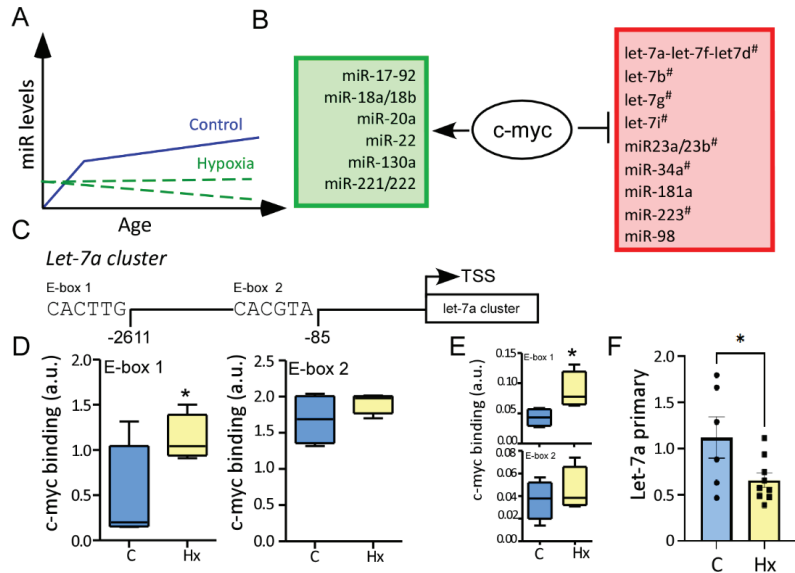 A
miR levels
Control
Hypoxia
Age
B
miR-17-92
miR-18a/18b
miR-20a
miR-22
miR-130a
miR-221/222
c-myc
let-7a-let-7f-let7d#
let-7b#
let-7g#
let-7i#
miR23a/23b#
miR-34a#
miR-181a
miR-223#
miR-98
C
Let-7a cluster
E-box 1
CACTTG
-2611
E-box 2
CACGTA
-85
TSS
let-7a cluster
D
c-myc binding (a.u.)
2.0
1.5
1.0
0.5
0.0
E-box 1
*
C
Hx
c-myc binding (a.u.)
2.5
2.0
1.5
1.0
0.5
0.0
E-box 2
C
Hx
E
c-myc binding (a.u.)
0.15
0.10
0.05
0.00
E-box 1
*
0.08
0.06
0.04
0.02
0.00
E-box 2
C
Hx
F
Let-7a primary
2.0
1.5
1.0
0.5
0.0
*
C
Hx